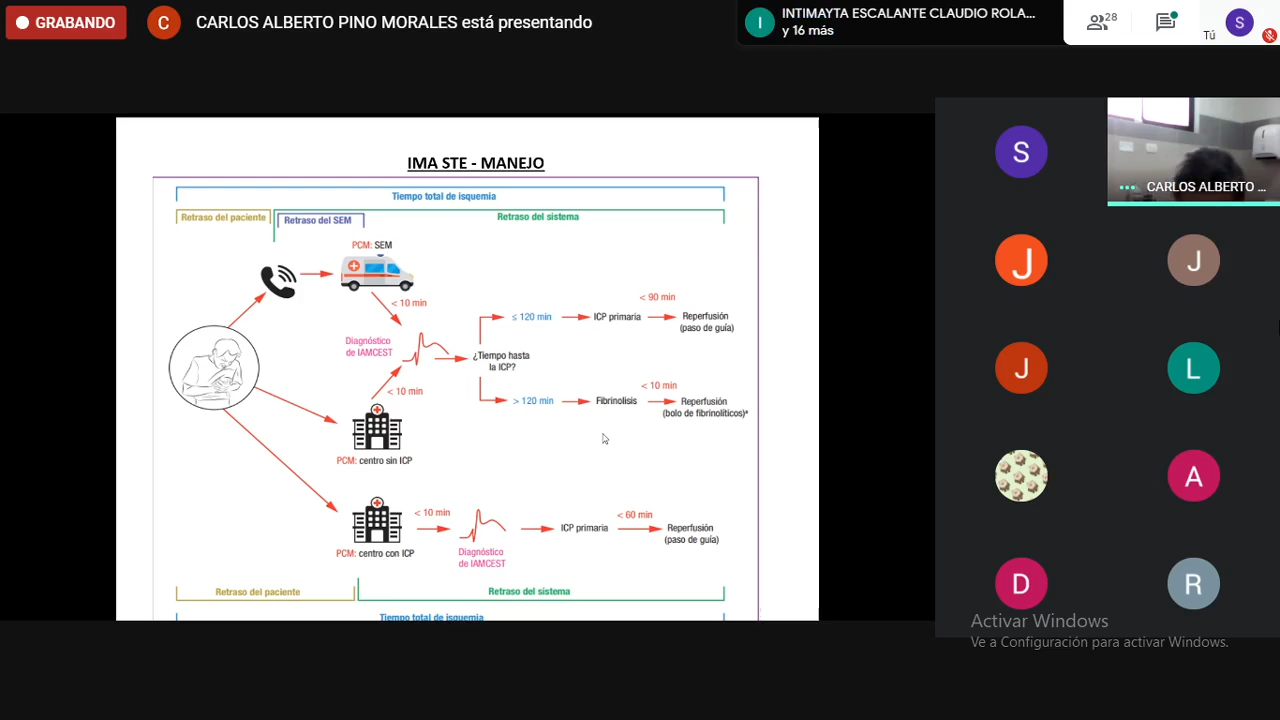 GRABANDO
C
CARLOS ALBERTO PINO MORALES está presentando
I
INTIMAYTA ESCALANTE CLAUDIO ROLA...
y 16 más
28
Tú
S
IMA STE - MANEJO
Tiempo total de isquemia
Retraso del paciente
Retraso del SEM
Retraso del sistema
PCM: SEM
< 10 min
Diagnóstico
de IAMCEST
¿Tiempo hasta
la ICP?
≤ 120 min
ICP primaria
< 90 min
Reperfusión
(paso de guía)
> 120 min
Fibrinolisis
< 10 min
Reperfusión
(bolo de fibrinolíticos)ª
< 10 min
PCM: centro sin ICP
< 10 min
Diagnóstico
de IAMCEST
ICP primaria
< 60 min
Reperfusión
(paso de guía)
PCM: centro con ICP
Retraso del paciente
Retraso del sistema
Tiempo total de isquemia
S
CARLOS ALBERTO ...
J
J
J
L
A
D
R
Activar Windows
Ve a Configuración para activar Windows.